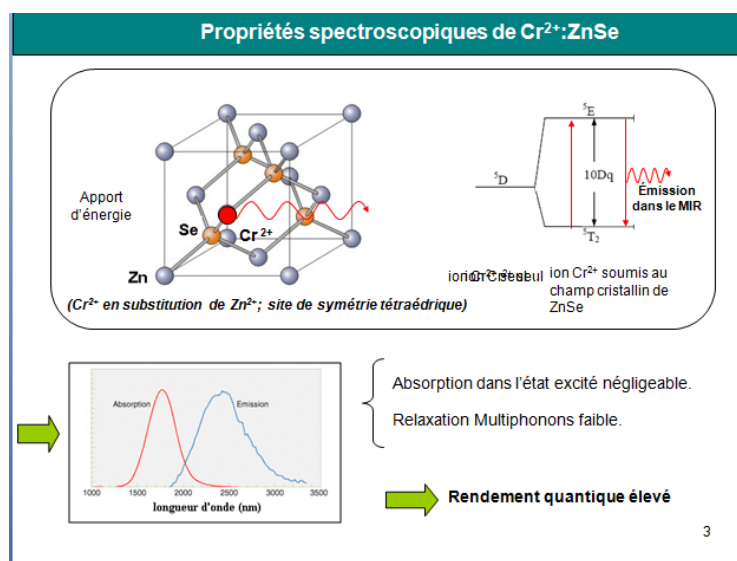 Propriétés spectroscopiques de Cr²⁺:ZnSe
Apport
d'énergie
Se
Cr 2+
Zn
⁵D
⁵E
10Dq
⁵T₂
Émission
dans le MIR
ion Cr²⁺ seul
ion Cr²⁺ soumis au
champ cristallin de
ZnSe
(Cr²⁺ en substitution de Zn²⁺; site de symétrie tétraédrique)
Absorption
Emission
1000 1500 2000 2500 3000 3500
longueur d'onde (nm)
Absorption dans l'état excité négligeable.
Relaxation Multiphonons faible.
Rendement quantique élevé
3